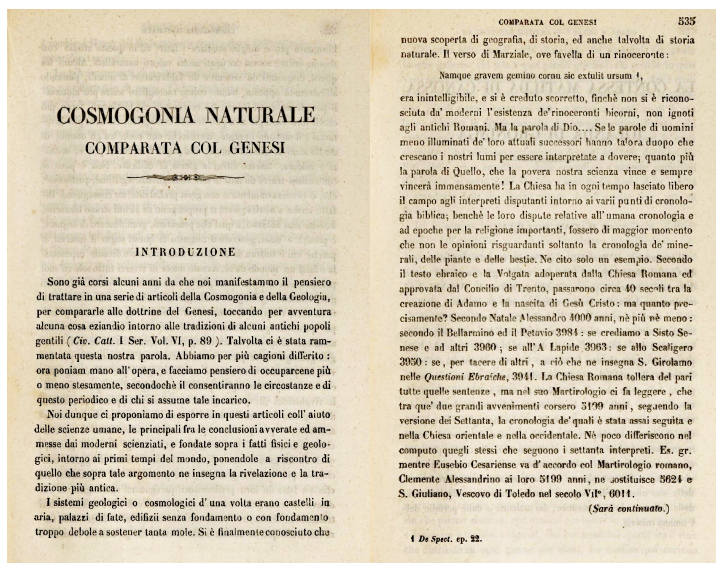 COSMOGONIA NATURALE
COMPARATA COL GENESI
INTRODUZIONE
Sono già corsi alcuni anni da che noi manifestammo il pensiero
di trattare in una serie di articoli della Cosmogonia e della Geologia,
per compararle alle dottrine del Genesi, toccando per avventura
alcuna cosa eziandio intorno alle tradizioni di alcuni antichi popoli
gentili (Civ. Catt. I Ser. Vol. VI, p. 89). Talvolta ci è stata ram-
mentata questa nostra parola. Abbiamo per più cagioni differito:
ora poniam mano all'opera, e facciamo pensiero di occuparcene più
o meno stesamente, secondochè il consentiranno le circostanze e di
questo periodico e di chi si assume tale incarico.
Noi dunque ci proponiamo di esporre in questi articoli coll' aiuto
delle scienze umane, le principali fra le conclusioni avverate ed am-
messe dai moderni scienziati, e fondate sopra i fatti fisici e geolo-
gici, intorno ai primi tempi del mondo, ponendole a riscontro di
quello che sopra tale argomento ne insegna la rivelazione e la tra-
dizione più antica.
I sistemi geologici o cosmologici d' una volta erano castelli in
aria, palazzi di fate, edifizii senza fondamento o con fondamento
troppo debole a sostener tanta mole. Si è finalmente conosciuto che
COMPARATA COL GENESI 535
nuova scoperta di geografia, di storia, ed anche talvolta di storia
naturale. Il verso di Marziale, ove favella di un rinoceronte:
Namque gravem gemino cornu sic extulit ursum 1,
era inintelligibile, e si è creduto scorretto, finchè non si è ricono-
sciuta da' moderni l'esistenza de'rinoceronti bicorni, non ignoti
agli antichi Romani. Ma la parola di Dio.... Se le parole di uomini
meno illuminati de' loro attuali successori hanno talora duopo che
crescano i nostri lumi per essere interpretate a dovere; quanto più
la parola di Quello, che la povera nostra scienza vince e sempre
vincerà immensamente! La Chiesa ha in ogni tempo lasciato libero
il campo agli interpreti disputanti intorno ai varii punti di cronolo-
gia biblica; benchè le loro dispute relative all' umana cronologia e
ad epoche per la religione importanti, fossero di maggior momento
che non le opinioni risguardanti soltanto la cronologia de' mine-
rali, delle piante e delle bestie. Ne cito solo un esempio. Secondo
il testo ebraico e la Volgata adoperata dalla Chiesa Romana ed
approvata dal Concilio di Trento, passarono circa 40 secoli tra la
creazione di Adamo e la nascita di Gesù Cristo: ma quanto pre-
cisamente? Secondo Natale Alessandro 4000 anni, nè più nè meno:
secondo il Bellarmino ed il Petavio 3984: se crediamo a Sisto Se-
nese e ad altri 3960; se all'A Lapide 3963: se allo Scaligero
3950: se, per tacere di altri, a ciò che ne insegna S. Girolamo
nelle Questioni Ebraiche, 3941. La Chiesa Romana tollera del pari
tutte quelle sentenze, ma nel suo Martirologio ci fa leggere, che
tra que' due grandi avvenimenti corsero 5199 anni, seguendo la
versione dei Settanta, la cronologia de' quali è stata assai seguita e
nella Chiesa orientale e nella occidentale. Nè poco differiscono nel
computo quegli stessi che seguono i settanta interpreti. Es. gr.
mentre Eusebio Cesariense va d'accordo col Martirologio romano,
Clemente Alessandrino ai loro 5199 anni, ne sostituisce 5624 e
S. Giuliano, Vescovo di Toledo nel secolo VIIº, 6011.
(Sarà continuato.)
1 De Spect. ep. 22.